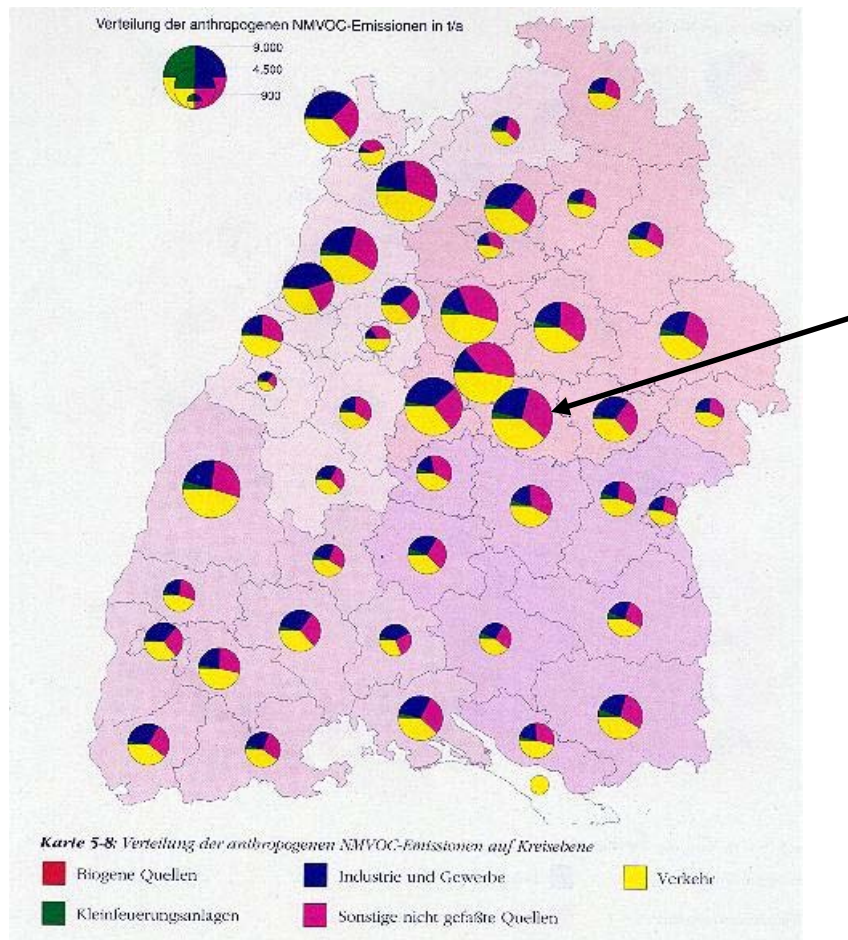 Verteilung der anthropogenen NMVOC-Emissionen in t/a
9.000
4.500
900
Karte 5-8: Verteilung der anthropogenen NMVOC-Emissionen auf Kreisebene
Biogene Quellen
Industrie und Gewerbe
Verkehr
Kleinfeuerungsanlagen
Sonstige nicht gefaßte Quellen